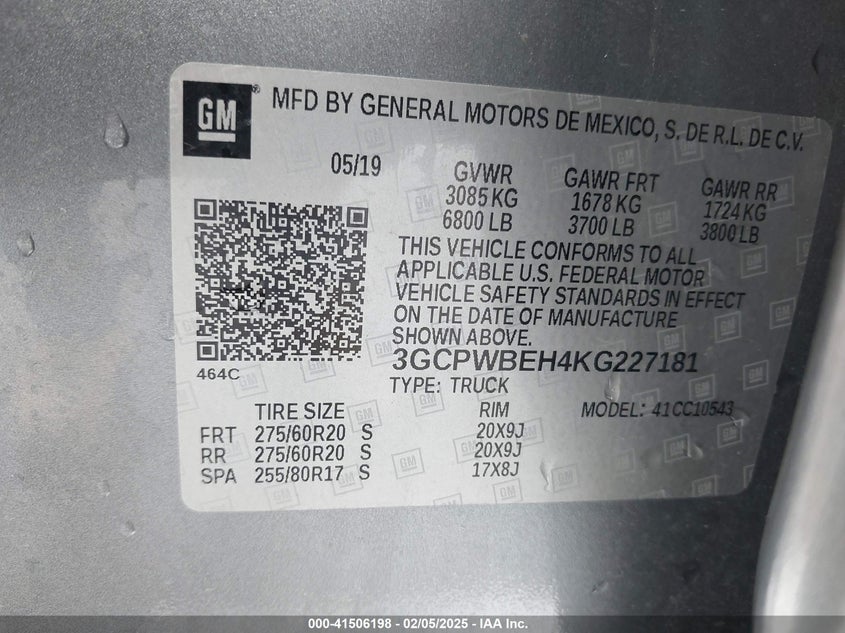 GM® MFD BY GENERAL MOTORS DE MEXICO, S. DE R.L. DE C.V.
05/19 GVWR GAWR FRT GAWR RR
3085 KG 1678 KG 1724 KG
6800 LB 3700 LB 3800 LB
THIS VEHICLE CONFORMS TO ALL
APPLICABLE U.S. FEDERAL MOTOR
VEHICLE SAFETY STANDARDS IN EFFECT
ON THE DATE OF MANUFACTURE
SHOWN ABOVE.
3GCPWBEH4KG227181
464C
TYPE: TRUCK
TIRE SIZE RIM MODEL: 41CC10543
FRT 275/60R20 S 20X9J
RR 275/60R20 S 20X9J
SPA 255/80R17 S 17X8J
000-41506198 - 02/05/2025 - IAA Inc.